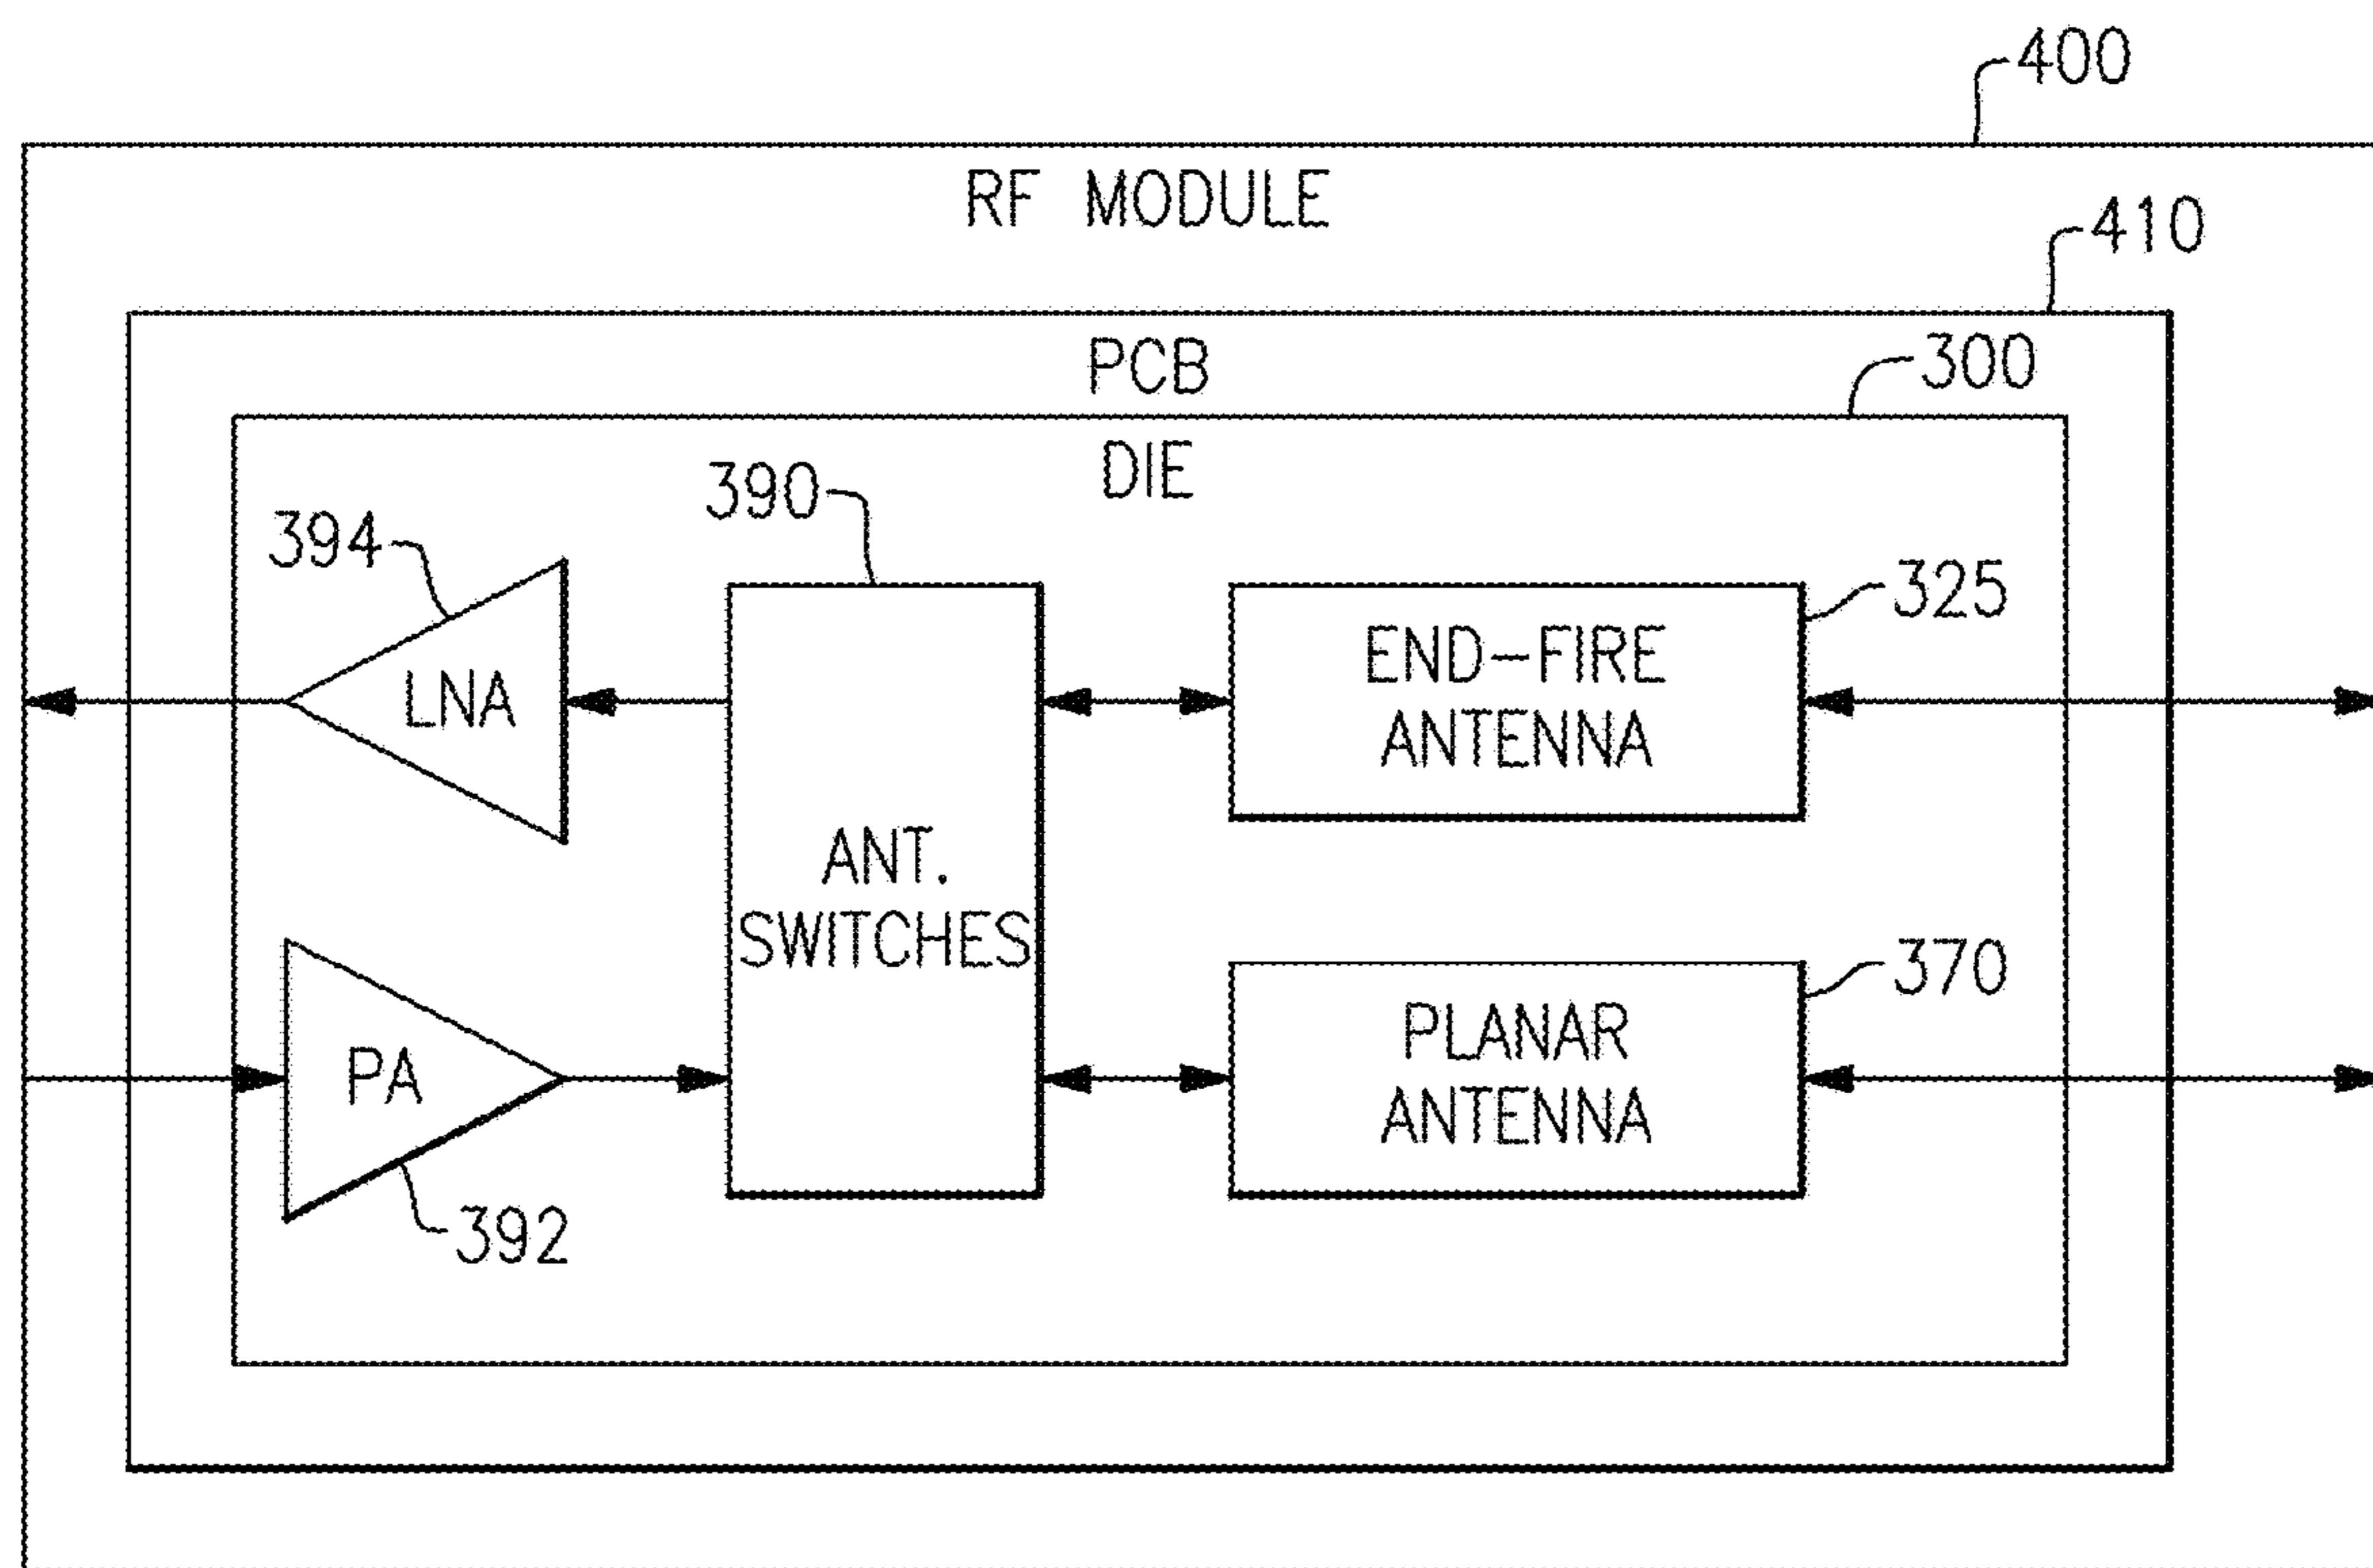 400
RF MODULE
410
PCB
300
DIE
390
394
325
LNA
END-FIRE
ANTENNA
ANT.
SWITCHES
370
PA
PLANAR
ANTENNA
392